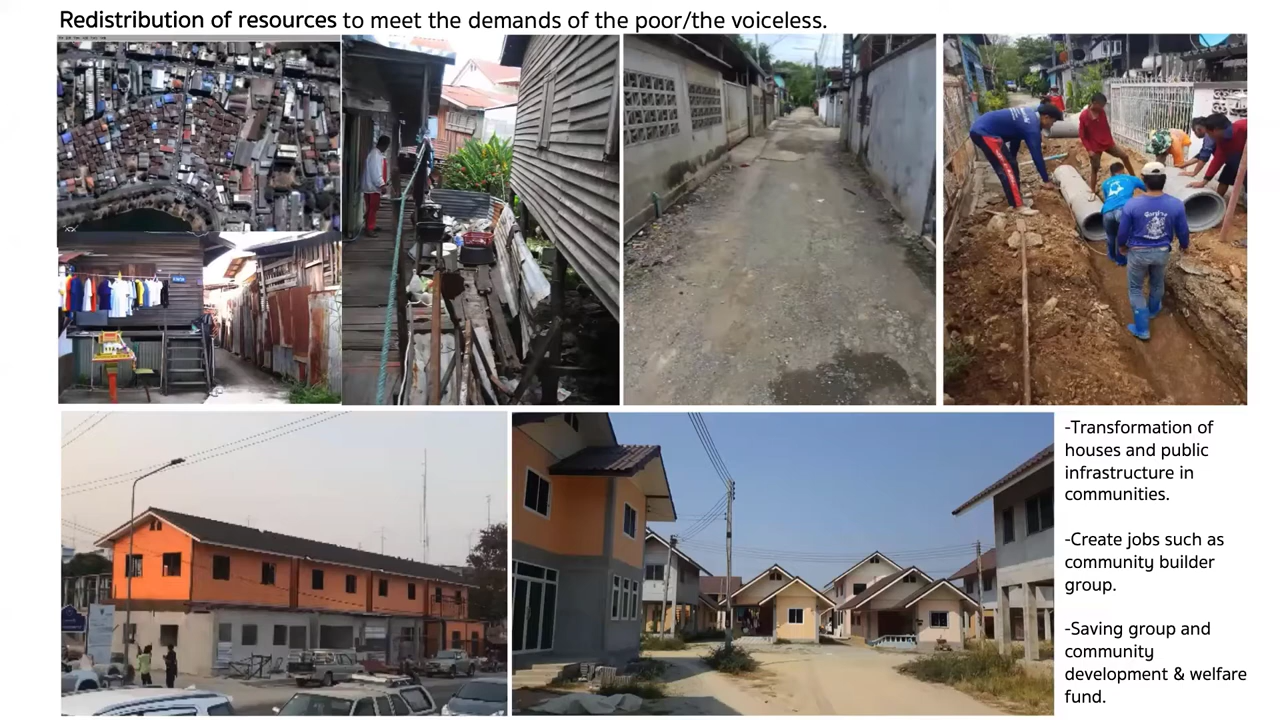 Redistribution of resources to meet the demands of the poor/the voiceless.
-Transformation of
houses and public
infrastructure in
communities.
-Create jobs such as
community builder
group.
-Saving group and
community
development & welfare
fund.